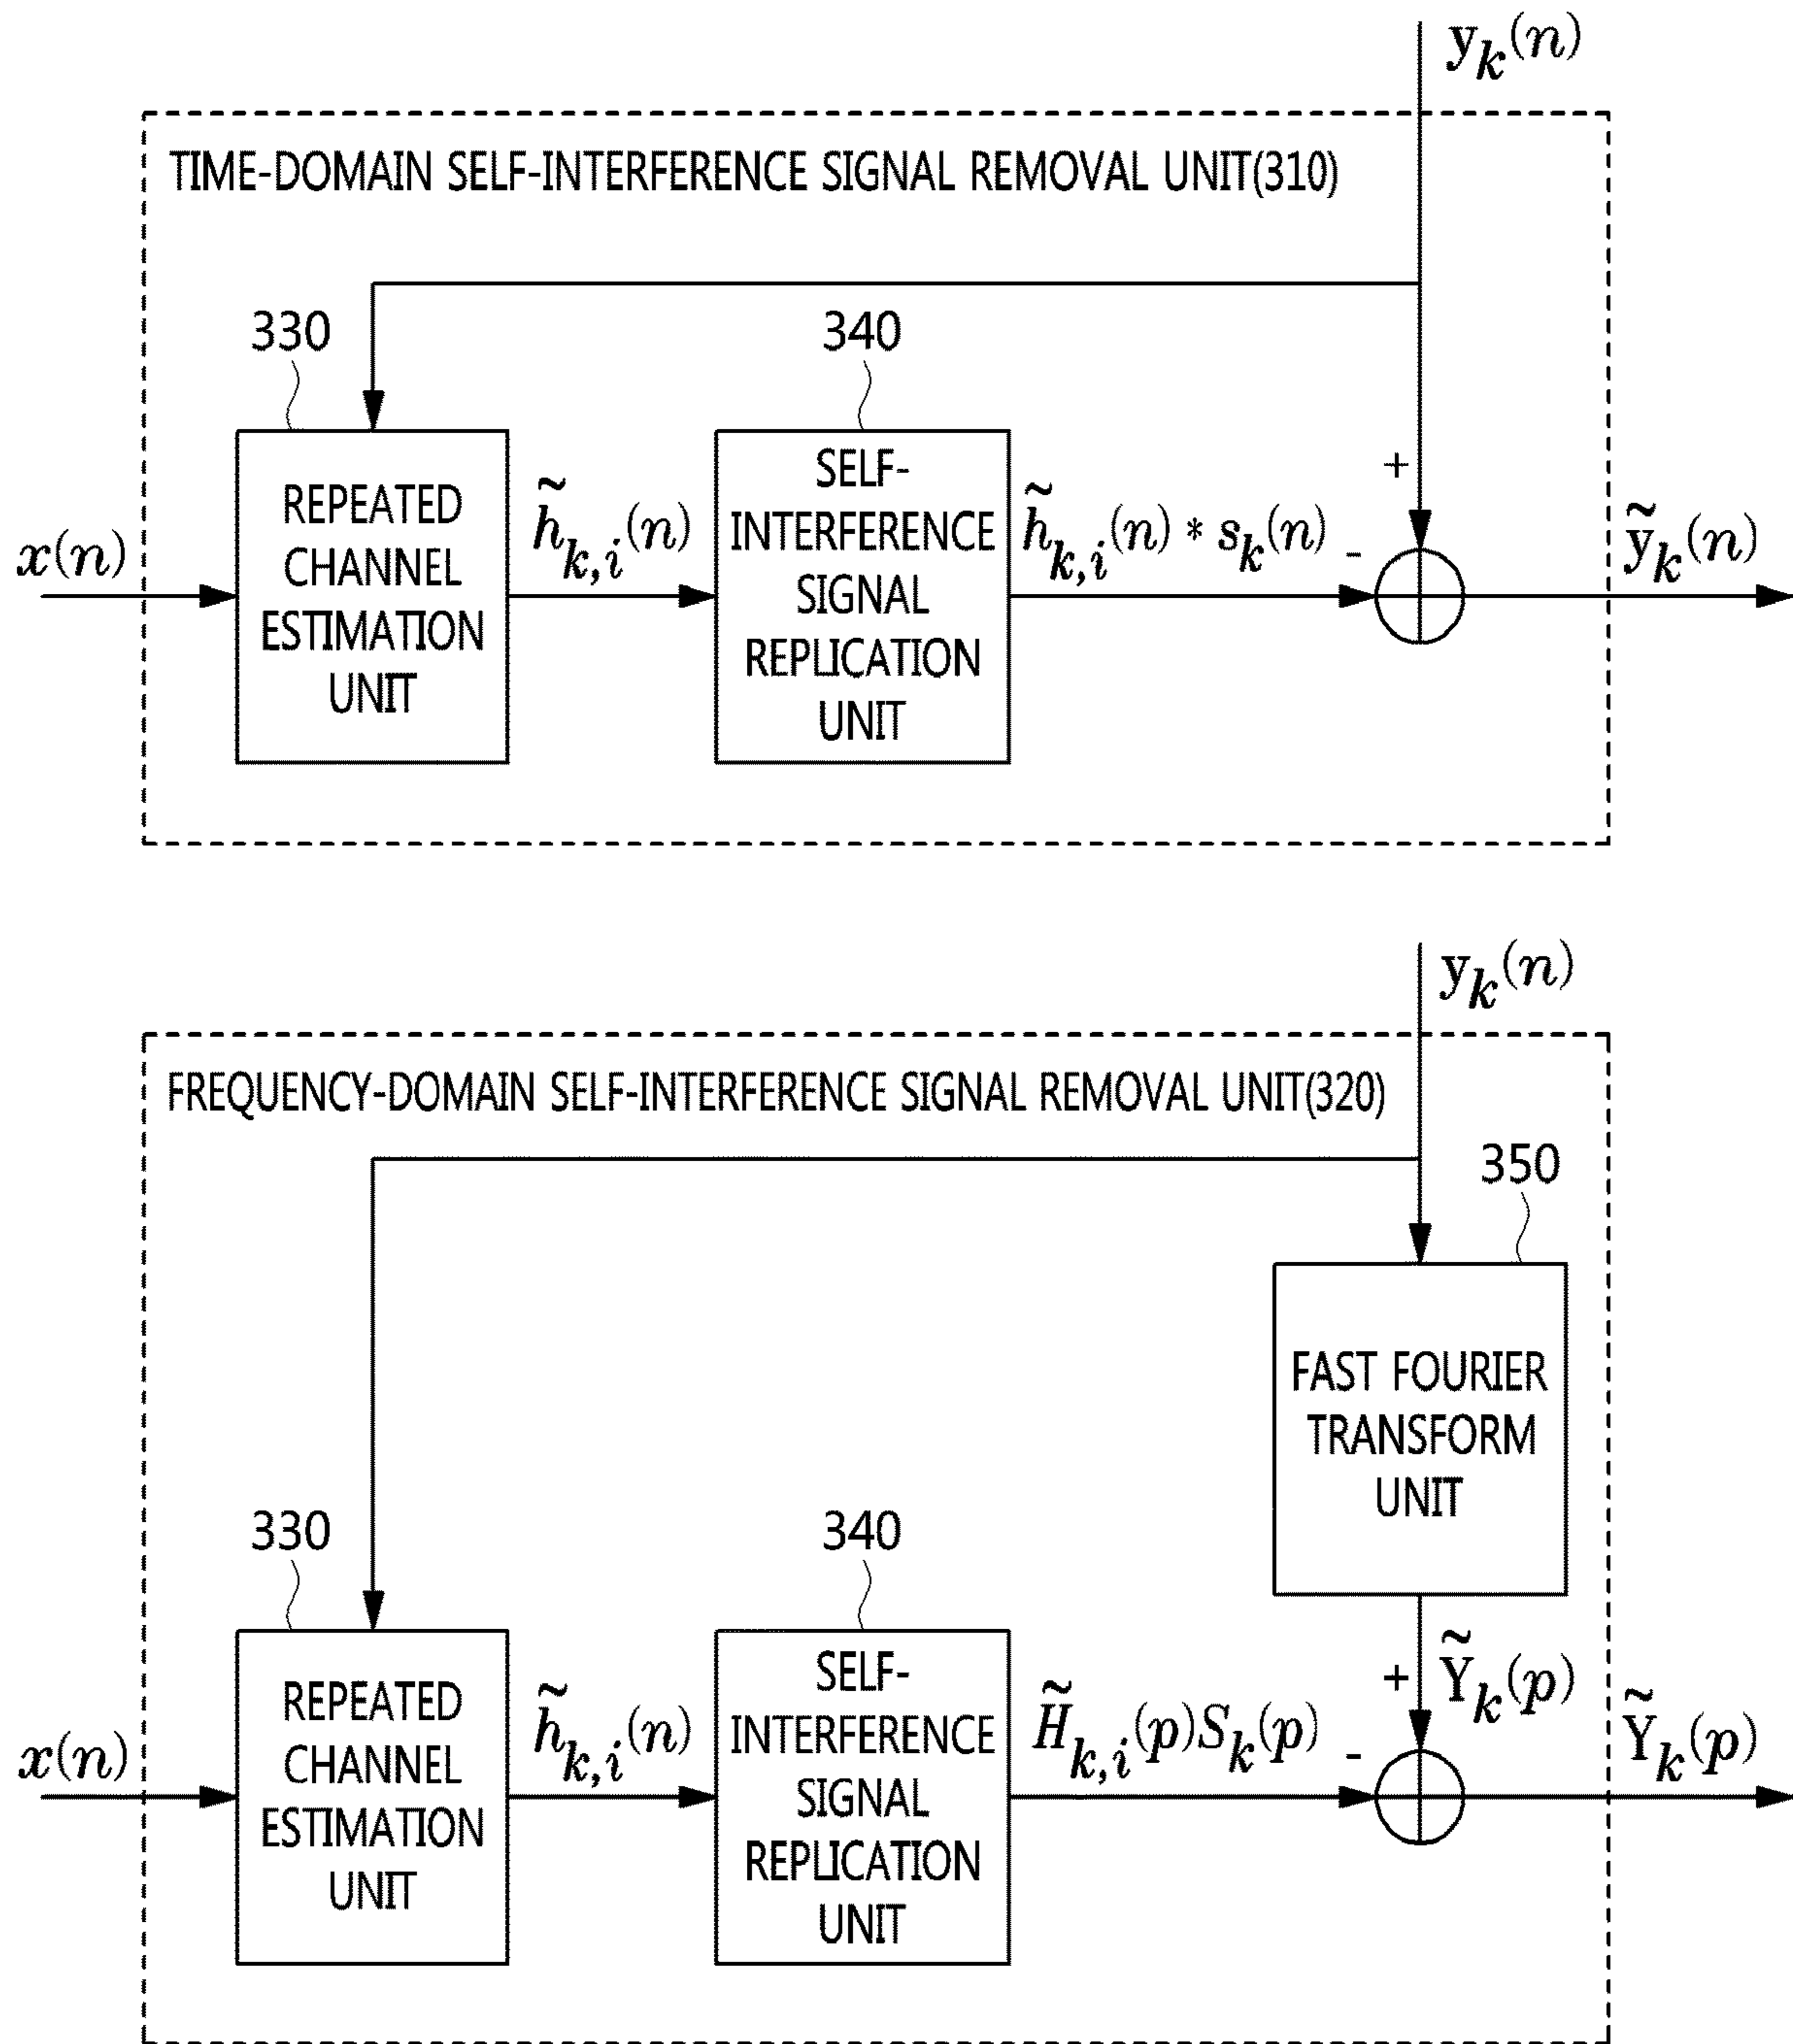 yₖ(n)
TIME-DOMAIN SELF-INTERFERENCE SIGNAL REMOVAL UNIT(310)
330
340
x(n)
REPEATED
CHANNEL
ESTIMATION
UNIT
h̃ₖ,ᵢ(n)
SELF-
INTERFERENCE
SIGNAL
REPLICATION
UNIT
h̃ₖ,ᵢ(n) * sₖ(n)
+
-
ỹₖ(n)
yₖ(n)
FREQUENCY-DOMAIN SELF-INTERFERENCE SIGNAL REMOVAL UNIT(320)
350
FAST FOURIER
TRANSFORM
UNIT
330
340
x(n)
REPEATED
CHANNEL
ESTIMATION
UNIT
h̃ₖ,ᵢ(n)
SELF-
INTERFERENCE
SIGNAL
REPLICATION
UNIT
H̃ₖ,ᵢ(p)Sₖ(p)
+
Ỹₖ(p)
-
Ỹₖ(p)